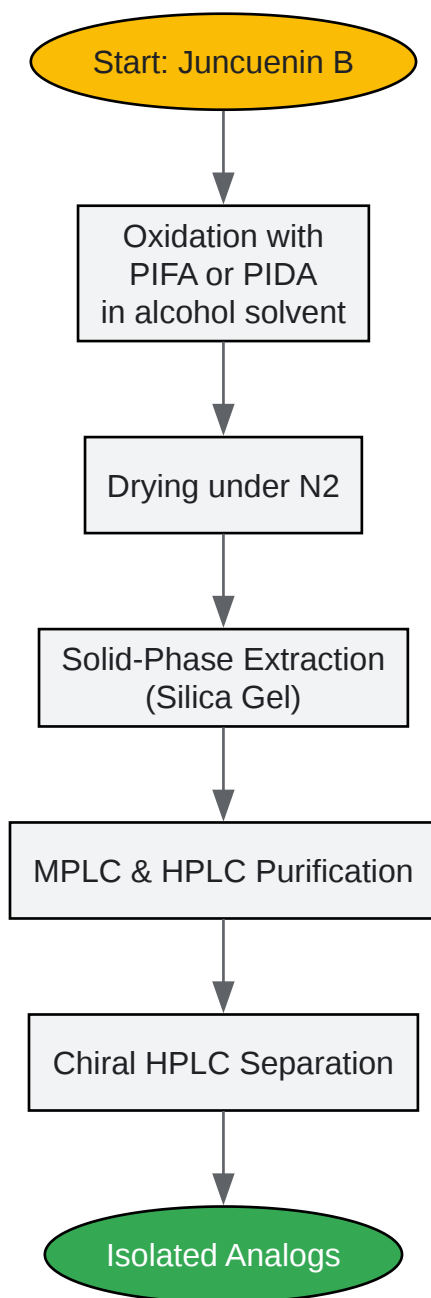 Start: Juncuenin B
Oxidation with
PIFA or PIDA
in alcohol solvent
Drying under N2
Solid-Phase Extraction
(Silica Gel)
MPLC & HPLC Purification
Chiral HPLC Separation
Isolated Analogs